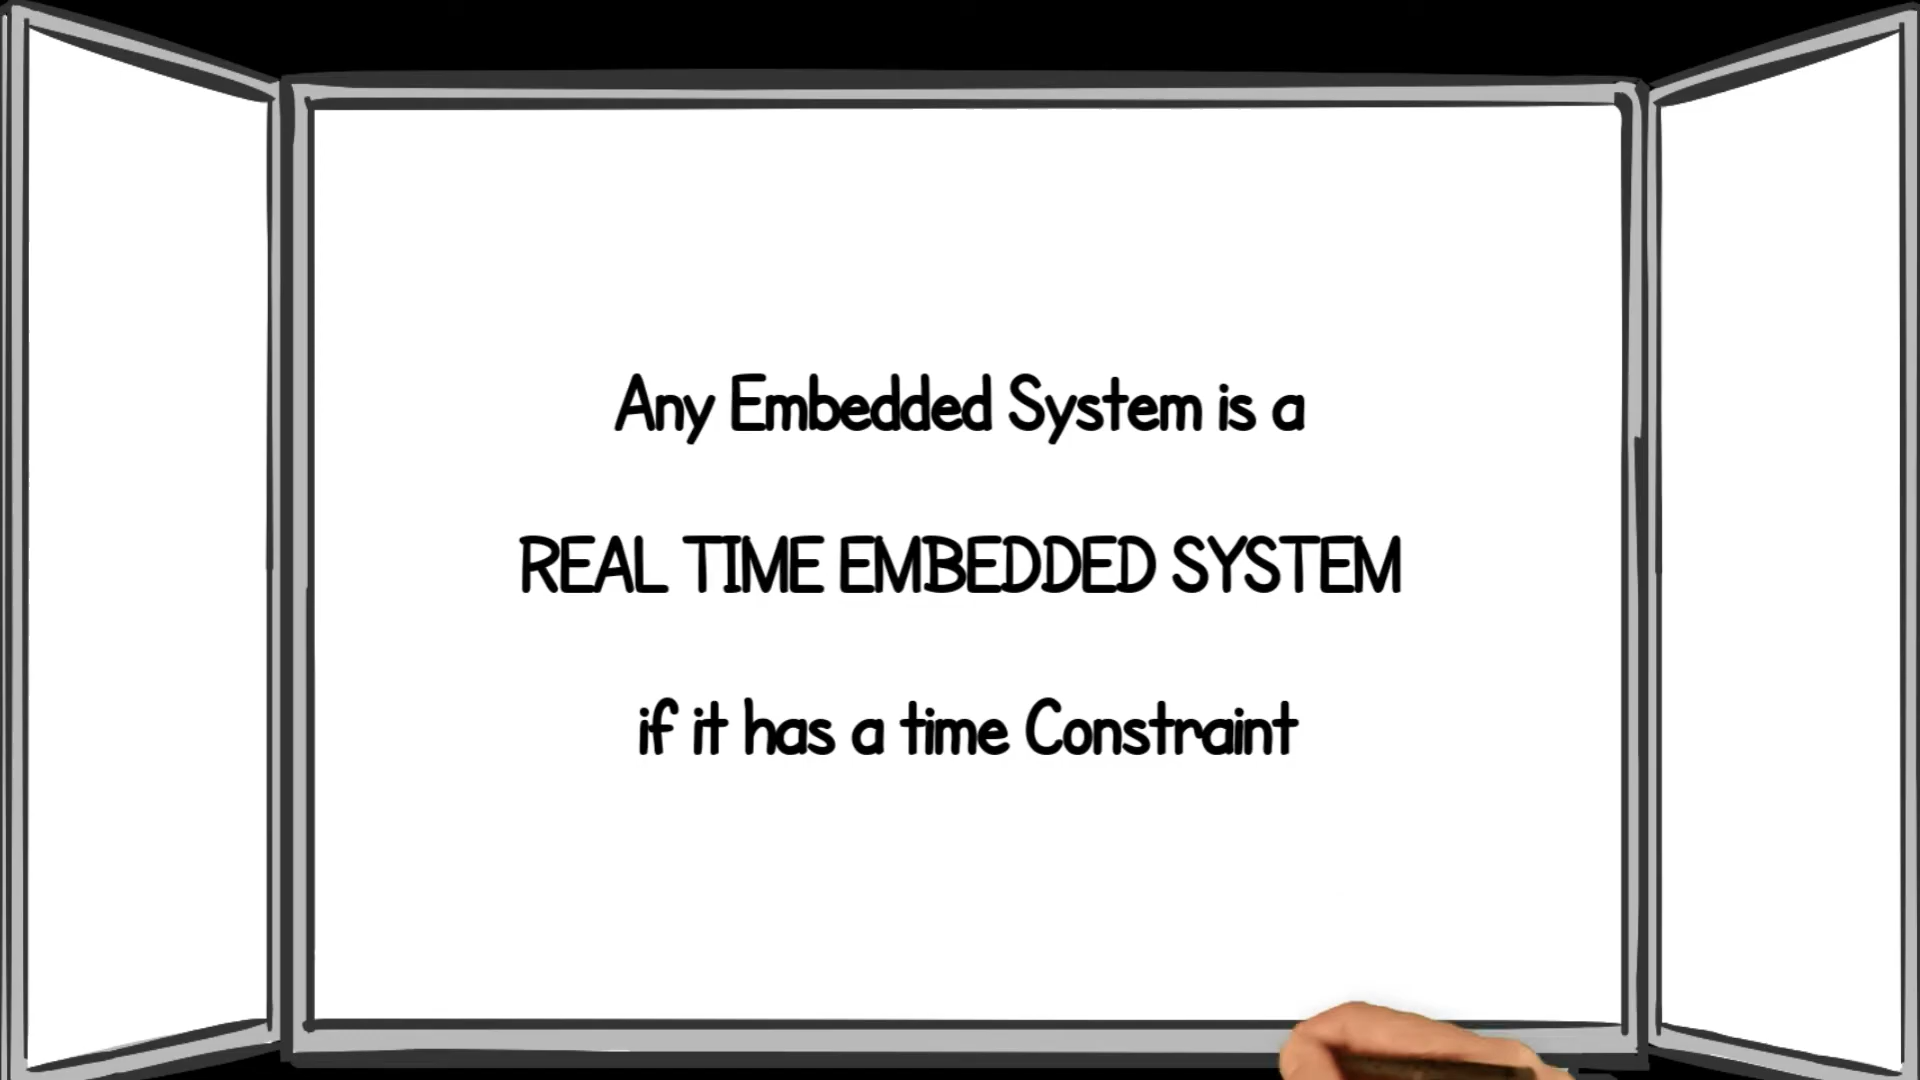 Any Embedded System is a
REAL TIME EMBEDDED SYSTEM
if it has a time Constraint